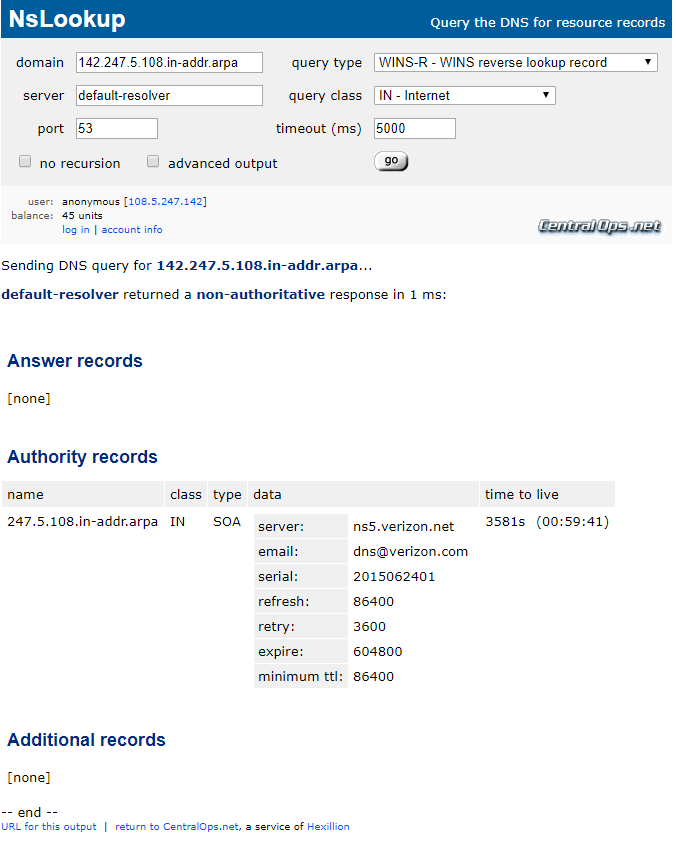 NsLookup Query the DNS for resource records
domain 142.247.5.108.in-addr.arpa query type WINS-R - WINS reverse lookup record
server default-resolver query class IN - Internet
port 53 timeout (ms) 5000
no recursion advanced output go
user: anonymous [108.5.247.142]
balance: 45 units
log in | account info
CentralOps.net
Sending DNS query for 142.247.5.108.in-addr.arpa...
default-resolver returned a non-authoritative response in 1 ms:
Answer records
[none]
Authority records
name class type data time to live
247.5.108.in-addr.arpa IN SOA server: ns5.verizon.net 3581s (00:59:41)
email: dns@verizon.com
serial: 2015062401
refresh: 86400
retry: 3600
expire: 604800
minimum ttl: 86400
Additional records
[none]
-- end --
URL for this output | return to CentralOps.net, a service of Hexillion